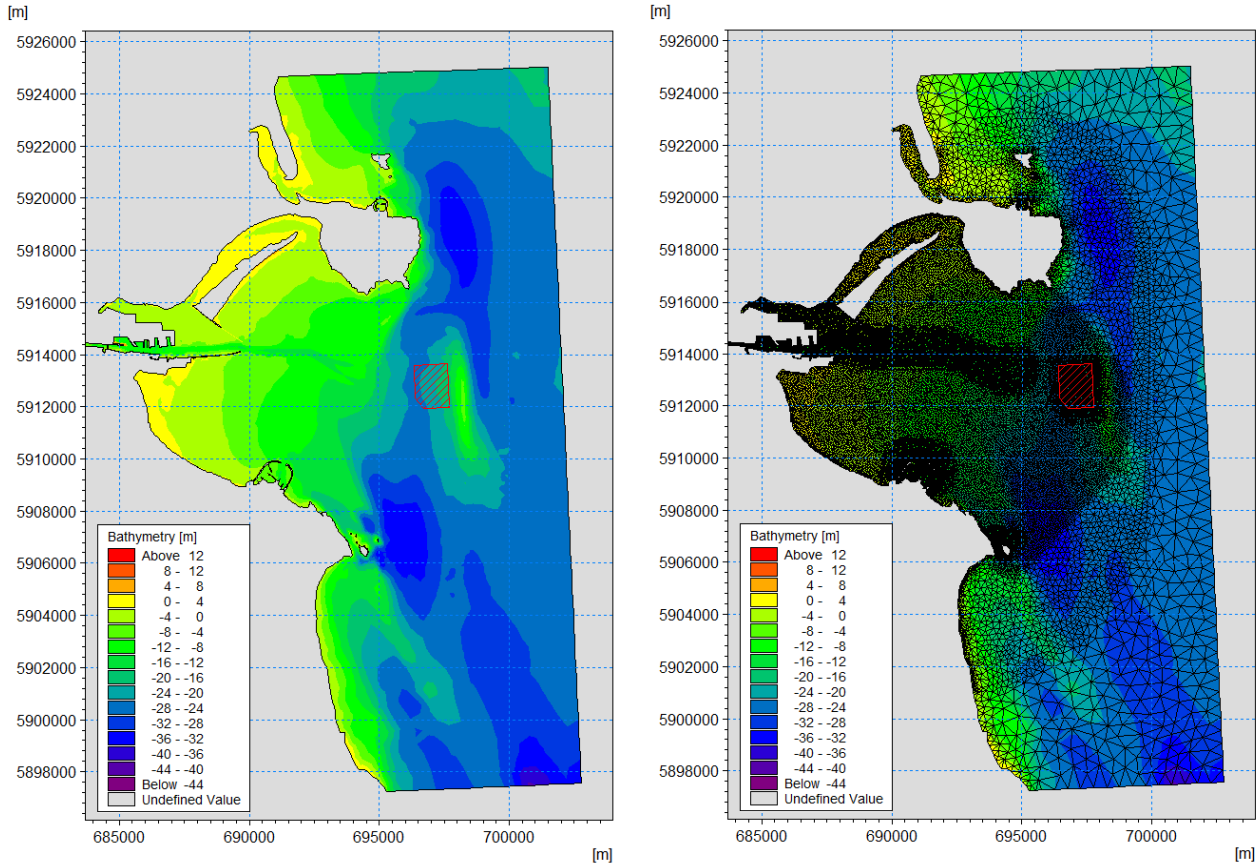 [m]
5926000
5924000
5922000
5920000
5918000
5916000
5914000
5912000
5910000
5908000
5906000
5904000
5902000
5900000
5898000
Bathymetry [m]
Above 12
8 - 12
4 - 8
0 - 4
-4 - 0
-8 - -4
-12 - -8
-16 - -12
-20 - -16
-24 - -20
-28 - -24
-32 - -28
-36 - -32
-40 - -36
-44 - -40
Below -44
Undefined Value
685000 690000 695000 700000
[m]
[m]
5926000
5924000
5922000
5920000
5918000
5916000
5914000
5912000
5910000
5908000
5906000
5904000
5902000
5900000
5898000
Bathymetry [m]
Above 12
8 - 12
4 - 8
0 - 4
-4 - 0
-8 - -4
-12 - -8
-16 - -12
-20 - -16
-24 - -20
-28 - -24
-32 - -28
-36 - -32
-40 - -36
-44 - -40
Below -44
Undefined Value
685000 690000 695000 700000
[m]